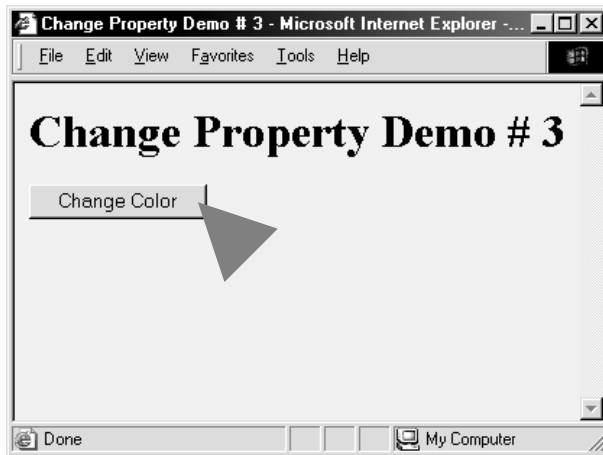 Change Property Demo # 3 - Microsoft Internet Explorer -...
File Edit View Favorites Tools Help
Change Property Demo # 3
Change Color
Done My Computer